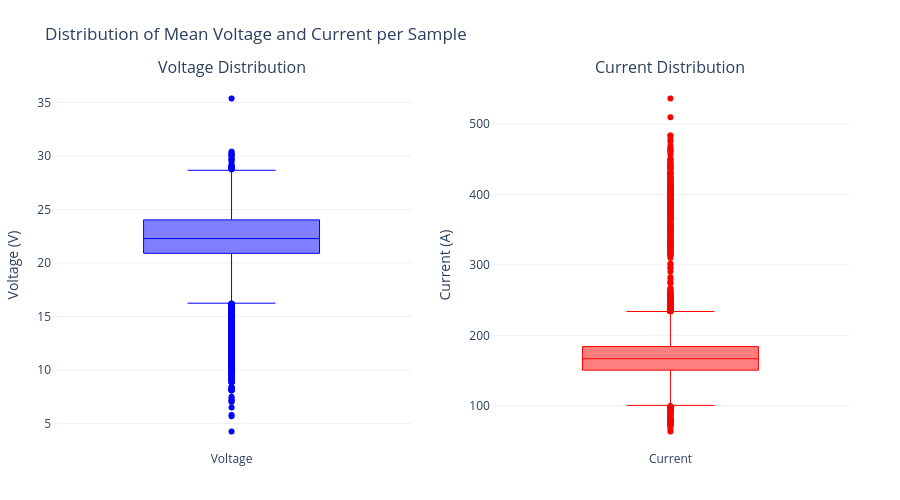 Distribution of Mean Voltage and Current per Sample
Voltage Distribution
Current Distribution
Voltage (V)
35
30
25
20
15
10
5
Voltage
Current (A)
500
400
300
200
100
Current